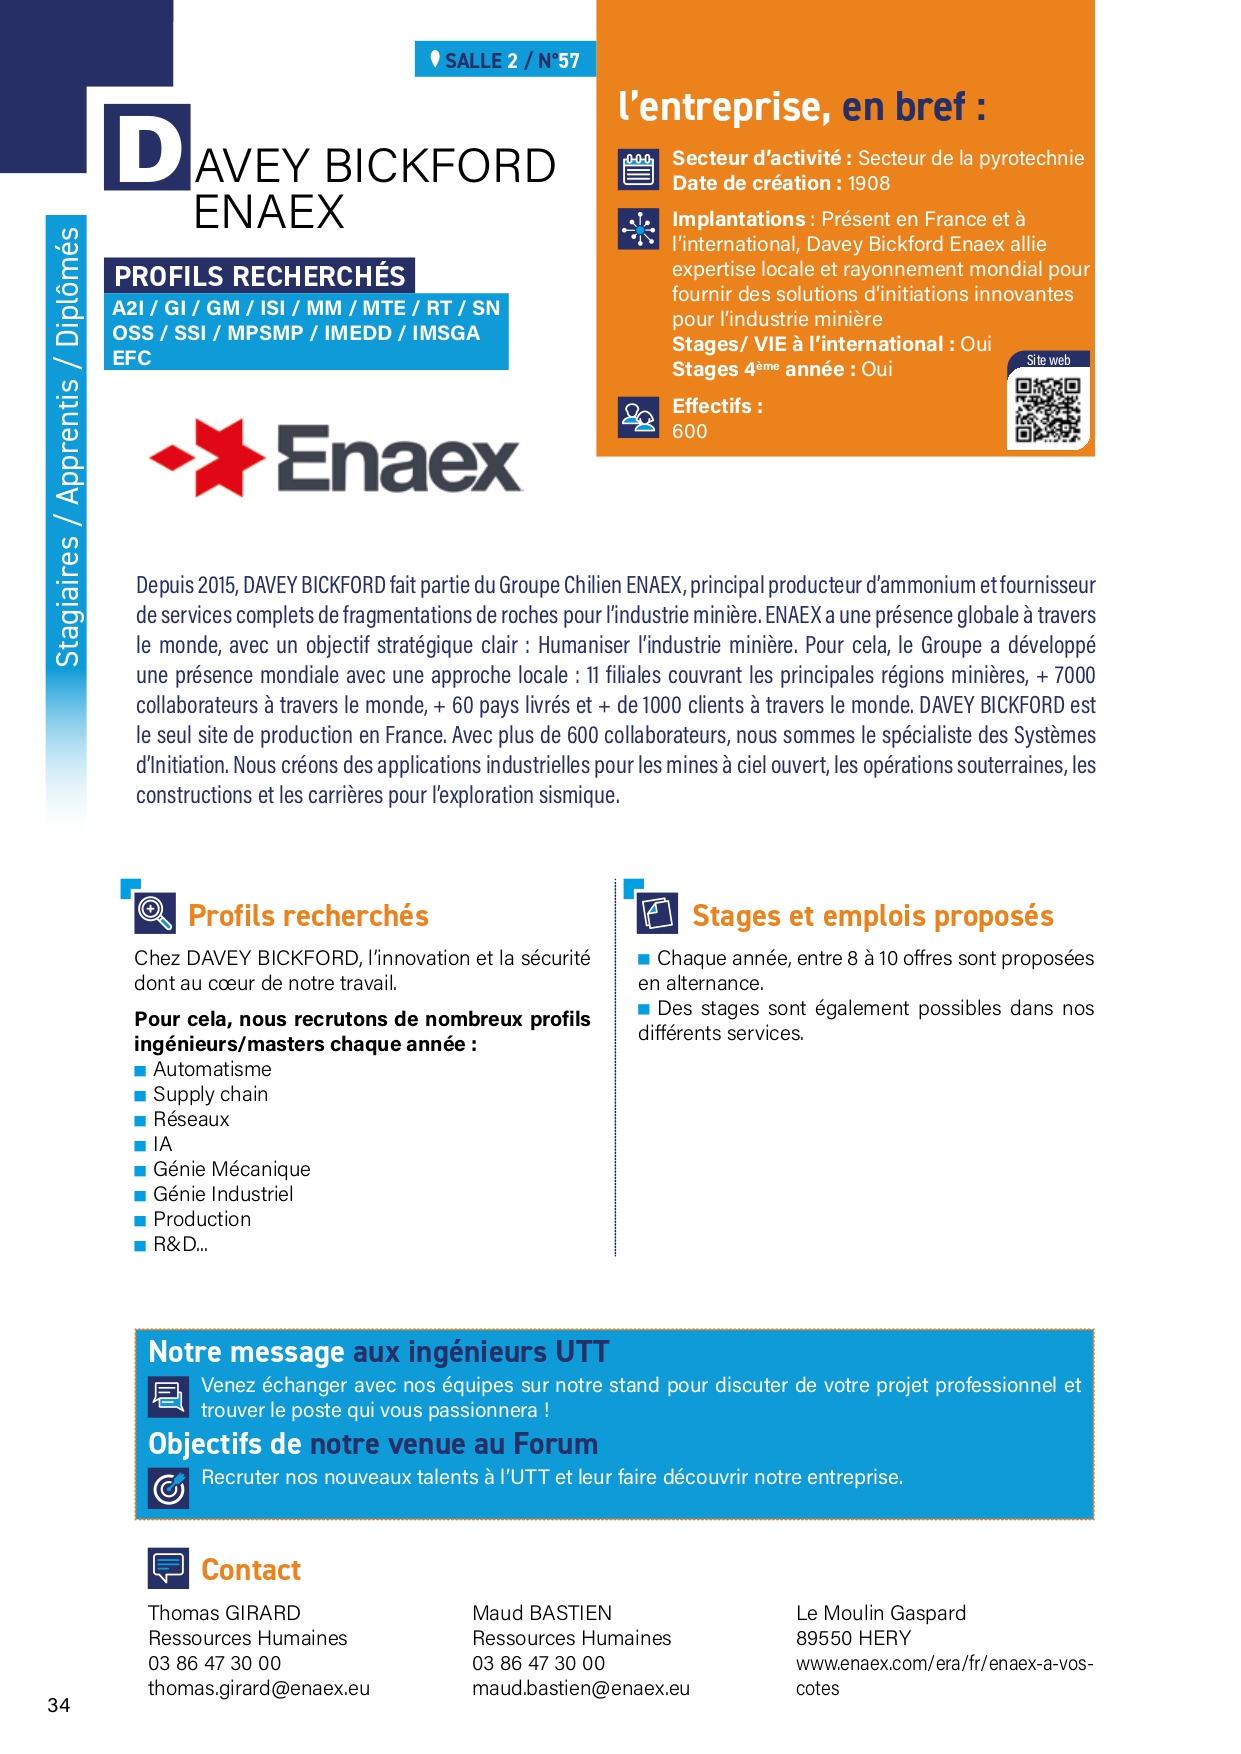 SALLE 2 / N°57
DAVEY BICKFORD
ENAEX
PROFILS RECHERCHÉS
A2I / GI / GM / ISI / MM / MTE / RT / SN
OSS / SSI / MPSMP / IMEDD / IMSGA
EFC
Stagiaires / Apprentis / Diplômés
Enaex
l’entreprise, en bref :
Secteur d’activité : Secteur de la pyrotechnie
Date de création : 1908
Implantations : Présent en France et à
l’international, Davey Bickford Enaex allie
expertise locale et rayonnement mondial pour
fournir des solutions d’initiations innovantes
pour l’industrie minière
Stages/ VIE à l’international : Oui
Stages 4ème année : Oui
Site web
Effectifs :
600
Depuis 2015, DAVEY BICKFORD fait partie du Groupe Chilien ENAEX, principal producteur d’ammonium et fournisseur
de services complets de fragmentations de roches pour l’industrie minière. ENAEX a une présence globale à travers
le monde, avec un objectif stratégique clair : Humaniser l’industrie minière. Pour cela, le Groupe a développé
une présence mondiale avec une approche locale : 11 filiales couvrant les principales régions minières, + 7000
collaborateurs à travers le monde, + 60 pays livrés et + de 1000 clients à travers le monde. DAVEY BICKFORD est
le seul site de production en France. Avec plus de 600 collaborateurs, nous sommes le spécialiste des Systèmes
d’Initiation. Nous créons des applications industrielles pour les mines à ciel ouvert, les opérations souterraines, les
constructions et les carrières pour l’exploration sismique.
Profils recherchés
Chez DAVEY BICKFORD, l’innovation et la sécurité
dont au cœur de notre travail.
Pour cela, nous recrutons de nombreux profils
ingénieurs/masters chaque année :
Automatisme
Supply chain
Réseaux
IA
Génie Mécanique
Génie Industriel
Production
R&D...
Stages et emplois proposés
Chaque année, entre 8 à 10 offres sont proposées
en alternance.
Des stages sont également possibles dans nos
différents services.
Notre message aux ingénieurs UTT
Venez échanger avec nos équipes sur notre stand pour discuter de votre projet professionnel et
trouver le poste qui vous passionnera !
Objectifs de notre venue au Forum
Recruter nos nouveaux talents à l’UTT et leur faire découvrir notre entreprise.
Contact
Thomas GIRARD
Ressources Humaines
03 86 47 30 00
thomas.girard@enaex.eu
Maud BASTIEN
Ressources Humaines
03 86 47 30 00
maud.bastien@enaex.eu
Le Moulin Gaspard
89550 HERY
www.enaex.com/era/fr/enaex-a-vos-
cotes
34